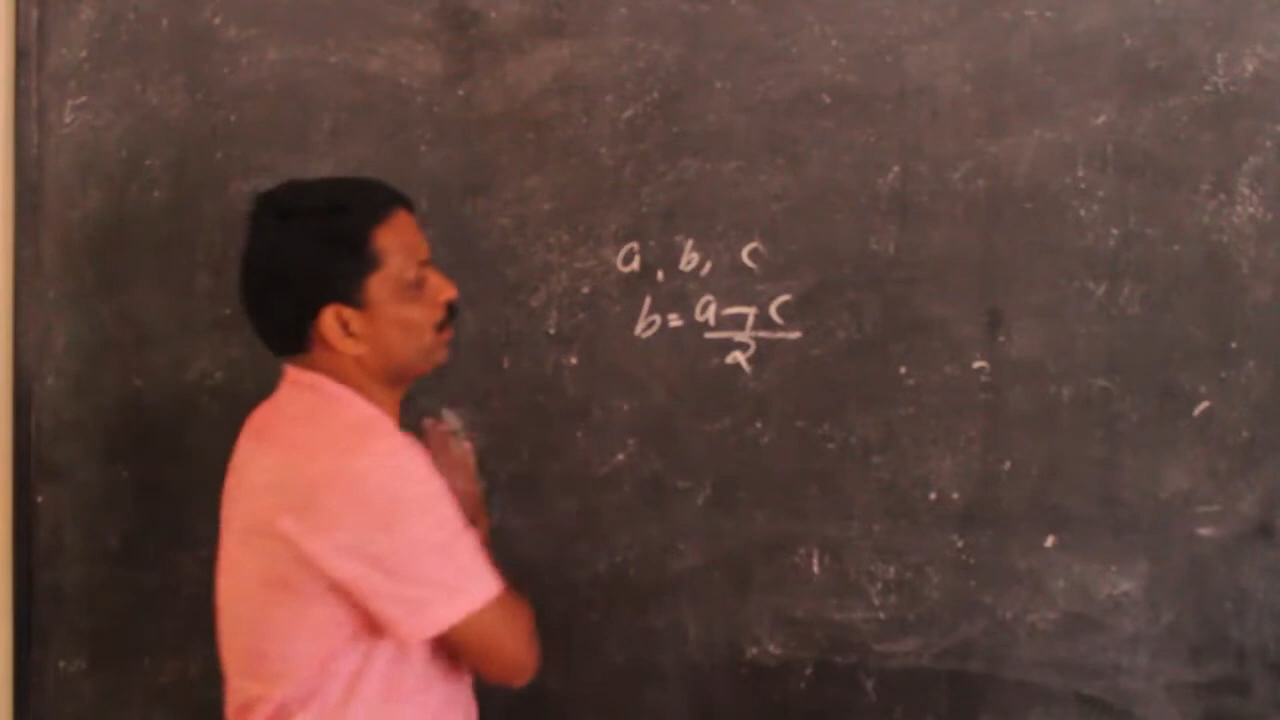 a, b, c
b = a+c
2